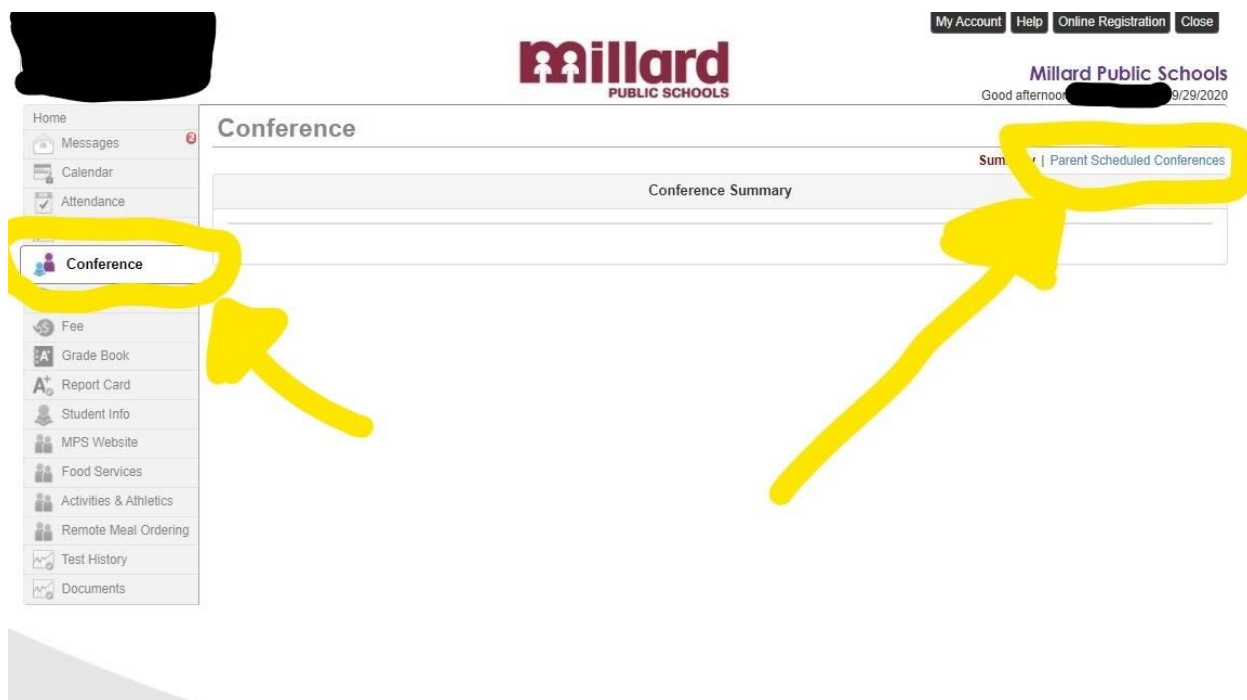 My Account Help Online Registration Close
Millard
PUBLIC SCHOOLS
Millard Public Schools
Good afternoon 9/29/2020
Home
Messages 2
Calendar
Attendance
Conference
Fee
Grade Book
Report Card
Student Info
MPS Website
Food Services
Activities & Athletics
Remote Meal Ordering
Test History
Documents
Conference
| Parent Scheduled Conferences
Conference Summary